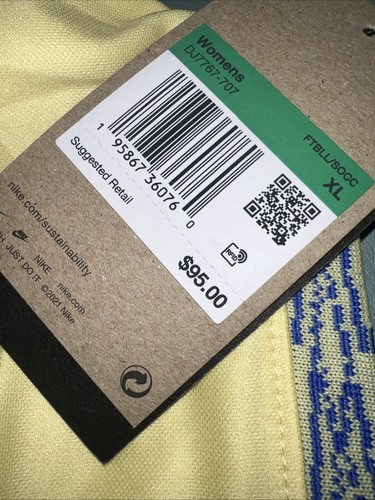 Womens
DJ7767-707
FTBLL/SOCC
XL
1 95867 36076 0
Suggested Retail
$95.00
RFID
nike.com/sustainability
NIKE nike.com
JUST DO IT © 2021 Nike